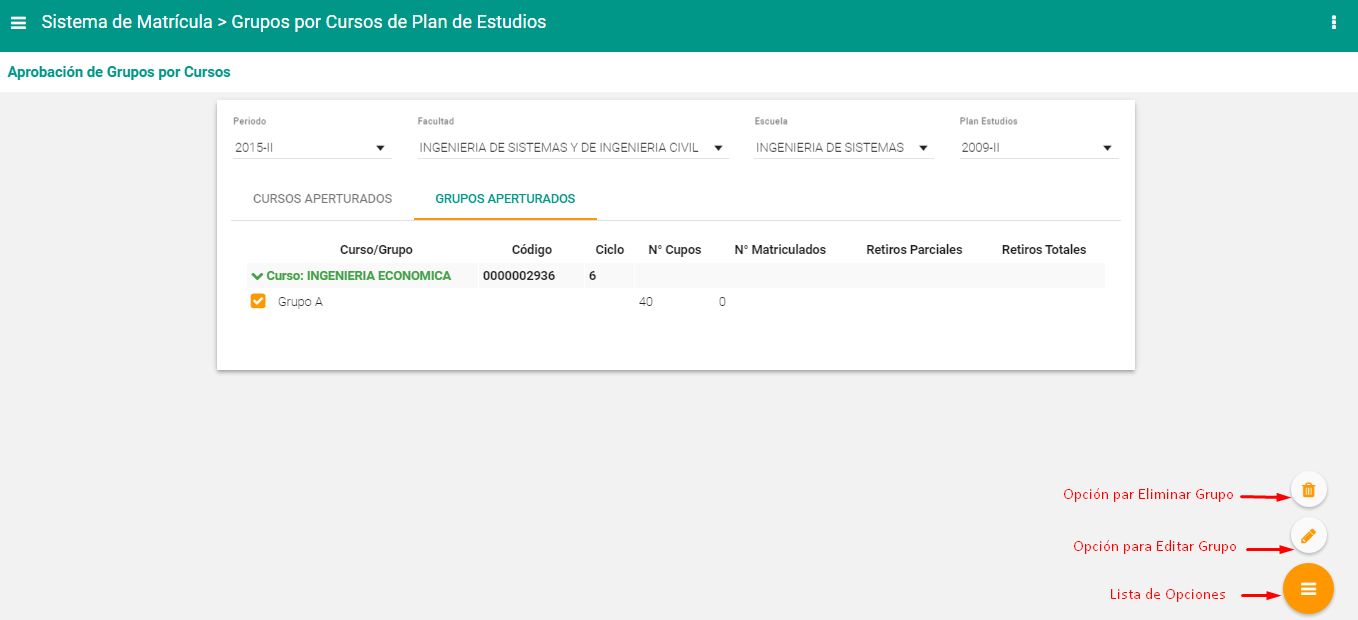 Sistema de Matrícula > Grupos por Cursos de Plan de Estudios
Aprobación de Grupos por Cursos
Periodo Facultad Escuela Plan Estudios
2015-II INGENIERIA DE SISTEMAS Y DE INGENIERIA CIVIL INGENIERIA DE SISTEMAS 2009-II
CURSOS APERTURADOS GRUPOS APERTURADOS
Curso/Grupo Código Ciclo N° Cupos N° Matriculados Retiros Parciales Retiros Totales
Curso: INGENIERIA ECONOMICA 0000002936 6
Grupo A 40 0
Opción par Eliminar Grupo
Opción para Editar Grupo
Lista de Opciones